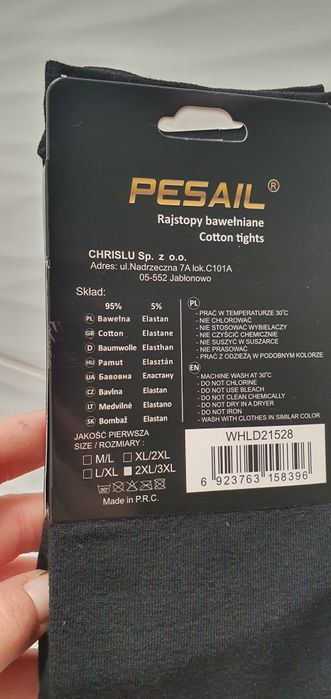 PESAIL®
Rajstopy bawełniane
Cotton tights
CHRISLU Sp. z o.o.
Adres: ul.Nadrzeczna 7A lok.C101A
05-552 Jabłonowo
Skład:
95% 5%
PL Bawełna Elastan
GB Cotton Elastane
D Baumwolle Elasthan
HU Pamut Elasztán
UA Бавовна Еластану
CZ Bavlna Elastan
LT Medvilnė Elastano
SK Bombaž Elastan
JAKOŚĆ PIERWSZA
SIZE / ROZMIARY :
M/L XL/2XL
L/XL 2XL/3XL
Made in P.R.C.
PL
- PRAĆ W TEMPERATURZE 30°C
- NIE CHLOROWAĆ
- NIE STOSOWAĆ WYBIELACZY
- NIE CZYŚCIĆ CHEMICZNIE
- NIE SUSZYĆ W SUSZARCE
- NIE PRASOWAĆ
- PRAĆ Z ODZIEŻĄ W PODOBNYM KOLORZE
EN
- MACHINE WASH AT 30°C
- DO NOT CHLORINE
- DO NOT USE BLEACH
- DO NOT CLEAN CHEMICALLY
- DO NOT DRY IN A DRYER
- DO NOT IRON
- WASH WITH CLOTHES IN SIMILAR COLOR
WHLD21528
6 923763 158396